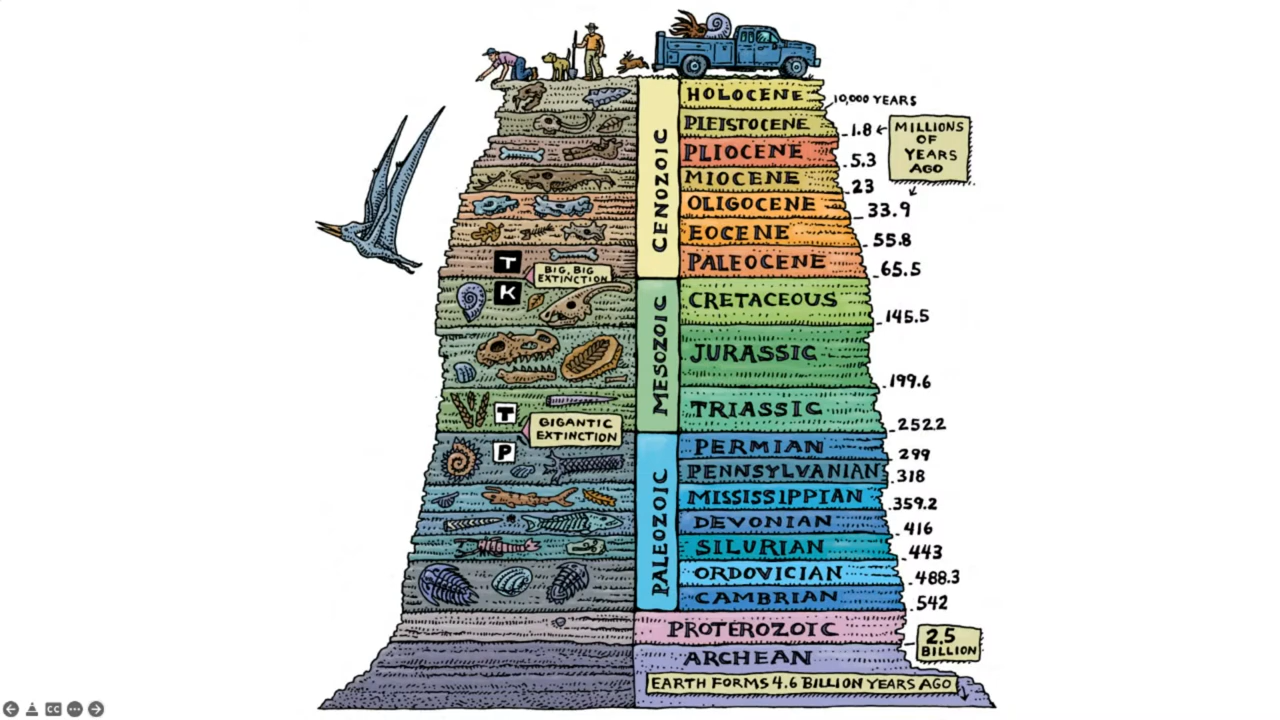 HOLOCENE
10,000 YEARS
PLEISTOCENE
1.8
MILLIONS
OF
YEARS
AGO
PLIOCENE
5.3
MIOCENE
23
OLIGOCENE
33.9
EOCENE
55.8
PALEOCENE
65.5
CENOZOIC
T
BIG, BIG
EXTINCTION
K
CRETACEOUS
145.5
JURASSIC
199.6
TRIASSIC
252.2
MESOZOIC
T
GIGANTIC
EXTINCTION
P
PERMIAN
299
PENNSYLVANIAN
318
MISSISSIPPIAN
359.2
DEVONIAN
416
SILURIAN
443
ORDOVICIAN
488.3
CAMBRIAN
542
PALEOZOIC
PROTEROZOIC
2.5
BILLION
ARCHEAN
EARTH FORMS 4.6 BILLION YEARS AGO
CC